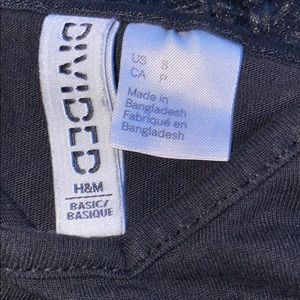 DIVIDED
H&M
BASIC/
BASIQUE
US S
CA P
Made in
Bangladesh
Fabriqué en
Bangladesh